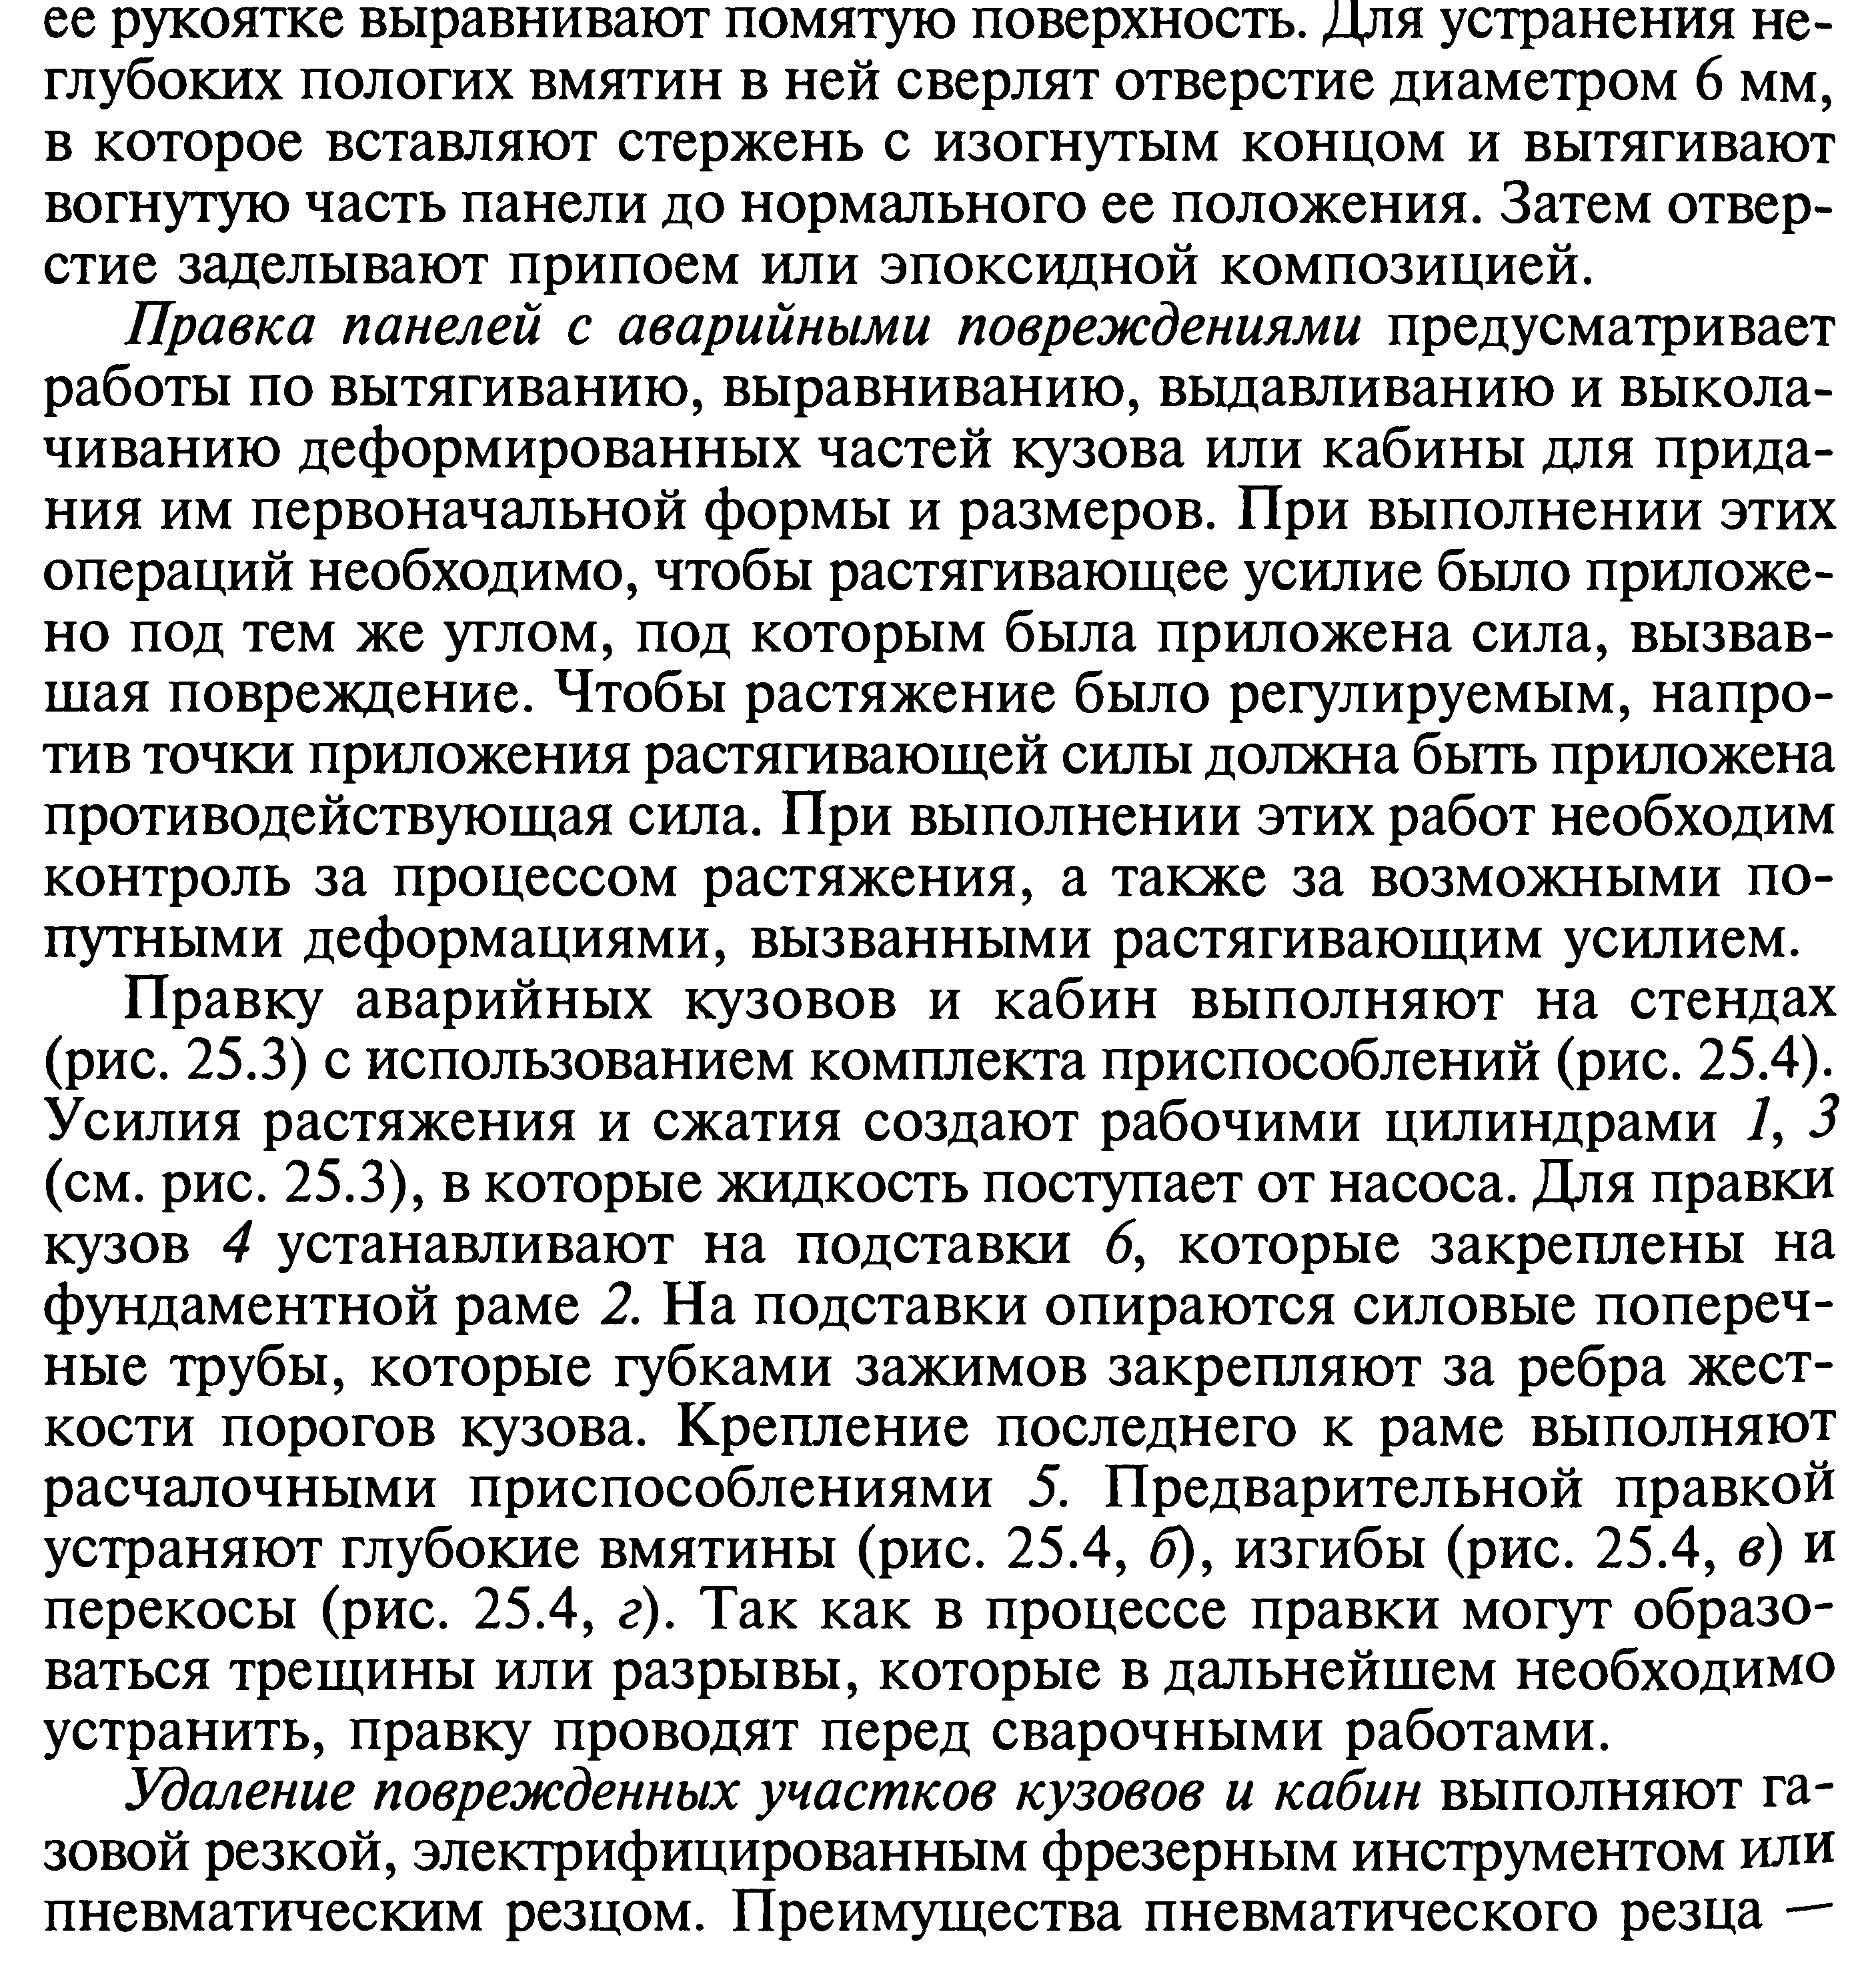 ее рукоятке выравнивают помятую поверхность. Для устранения не-
глубоких пологих вмятин в ней сверлят отверстие диаметром 6 мм,
в которое вставляют стержень с изогнутым концом и вытягивают
вогнутую часть панели до нормального ее положения. Затем отвер-
стие заделывают припоем или эпоксидной композицией.
Правка панелей с аварийными повреждениями предусматривает
работы по вытягиванию, выравниванию, выдавливанию и выкола-
чиванию деформированных частей кузова или кабины для прида-
ния им первоначальной формы и размеров. При выполнении этих
операций необходимо, чтобы растягивающее усилие было приложе-
но под тем же углом, под которым была приложена сила, вызвав-
шая повреждение. Чтобы растяжение было регулируемым, напро-
тив точки приложения растягивающей силы должна быть приложена
противодействующая сила. При выполнении этих работ необходим
контроль за процессом растяжения, а также за возможными по-
путными деформациями, вызванными растягивающим усилием.
Правку аварийных кузовов и кабин выполняют на стендах
(рис. 25.3) с использованием комплекта приспособлений (рис. 25.4).
Усилия растяжения и сжатия создают рабочими цилиндрами 1, 3
(см. рис. 25.3), в которые жидкость поступает от насоса. Для правки
кузов 4 устанавливают на подставки 6, которые закреплены на
фундаментной раме 2. На подставки опираются силовые попереч-
ные трубы, которые губками зажимов закрепляют за ребра жест-
кости порогов кузова. Крепление последнего к раме выполняют
расчалочными приспособлениями 5. Предварительной правкой
устраняют глубокие вмятины (рис. 25.4, б), изгибы (рис. 25.4, в) и
перекосы (рис. 25.4, г). Так как в процессе правки могут образо-
ваться трещины или разрывы, которые в дальнейшем необходимо
устранить, правку проводят перед сварочными работами.
Удаление поврежденных участков кузовов и кабин выполняют га-
зовой резкой, электрифицированным фрезерным инструментом или
пневматическим резцом. Преимущества пневматического резца —